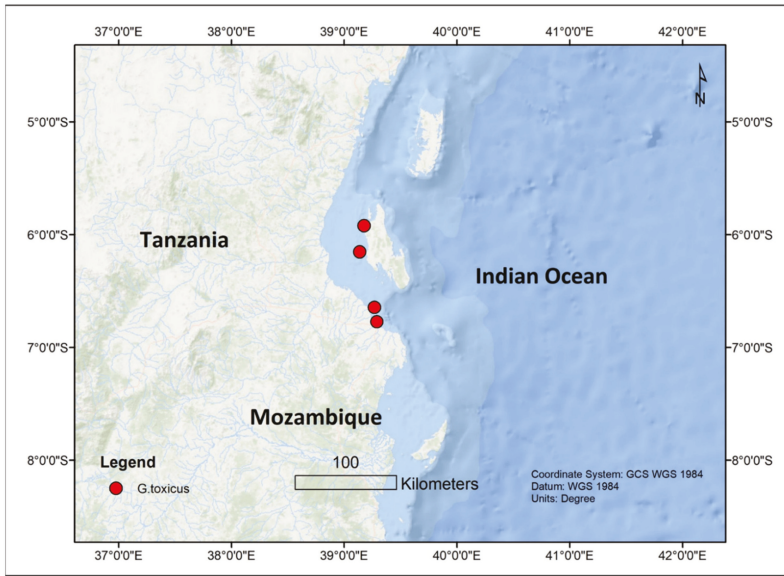 37°0'0"E 38°0'0"E 39°0'0"E 40°0'0"E 41°0'0"E 42°0'0"E
N
5°0'0"S 5°0'0"S
6°0'0"S 6°0'0"S
Tanzania
Indian Ocean
7°0'0"S 7°0'0"S
Mozambique
8°0'0"S 8°0'0"S
Legend
G.toxicus
100
Kilometers
Coordinate System: GCS WGS 1984
Datum: WGS 1984
Units: Degree
37°0'0"E 38°0'0"E 39°0'0"E 40°0'0"E 41°0'0"E 42°0'0"E